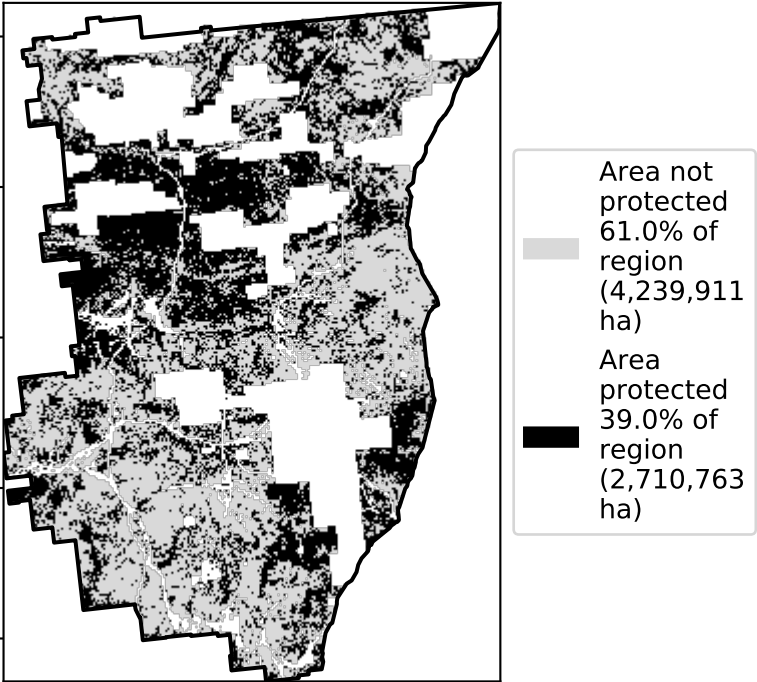 Area not
protected
61.0% of
region
(4,239,911
ha)
Area
protected
39.0% of
region
(2,710,763
ha)